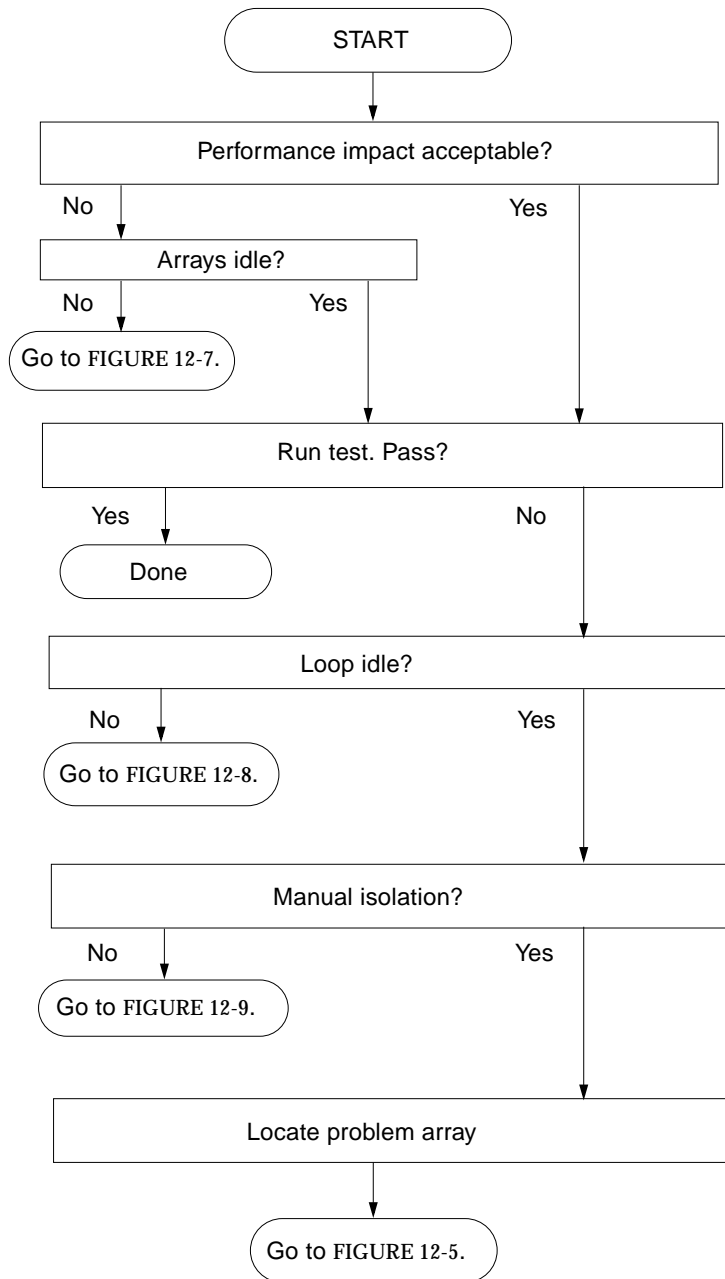 START
Performance impact acceptable?
No
Yes
Arrays idle?
No
Yes
Go to FIGURE 12-7.
Run test. Pass?
Yes
No
Done
Loop idle?
No
Yes
Go to FIGURE 12-8.
Manual isolation?
No
Yes
Go to FIGURE 12-9.
Locate problem array
Go to FIGURE 12-5.